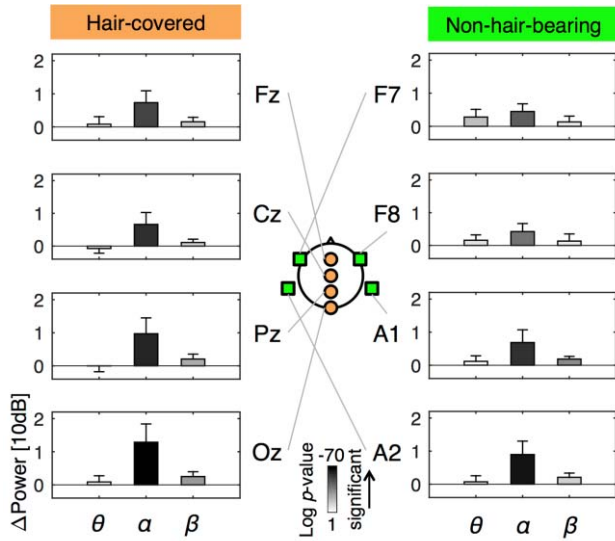 Hair-covered
Non-hair-bearing
2
1
0
Fz
F7
2
1
0
2
1
0
Cz
F8
2
1
0
2
1
0
Pz
A1
2
1
0
2
1
0
Oz
A2
2
1
0
ΔPower [10dB]
θ α β
Log p-value
-70
1
significant
θ α β